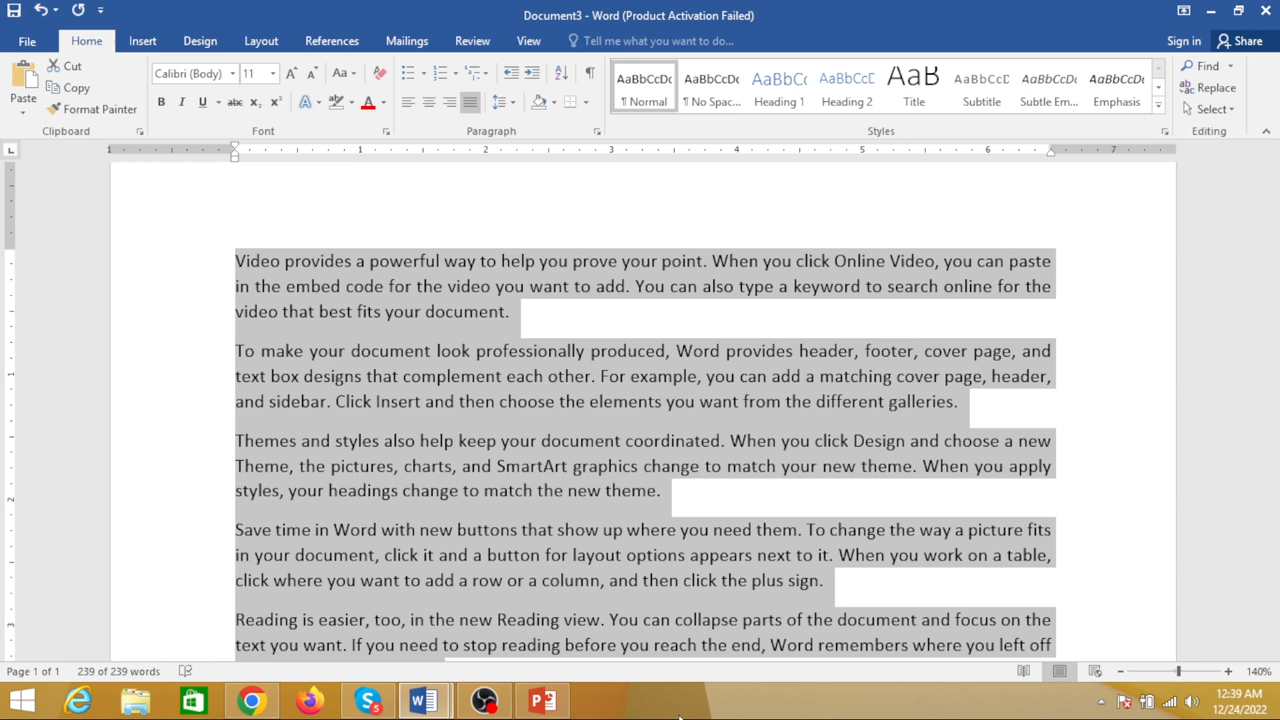 Document3 - Word (Product Activation Failed)
File Home Insert Design Layout References Mailings Review View Tell me what you want to do... Sign in Share
Paste Cut Copy Format Painter Clipboard
Calibri (Body) 11 Aa A B I U abc X₂ X² A A Font
Paragraph
AaBbCcDc ¶ Normal AaBbCcDc ¶ No Spac... AaBbCc Heading 1 AaBbCcD Heading 2 AaB Title AaBbCcD Subtitle AaBbCcDc Subtle Em... AaBbCcDc Emphasis Styles
Find Replace Select Editing
1 1 2 3 4 5 6 7
Video provides a powerful way to help you prove your point. When you click Online Video, you can paste
in the embed code for the video you want to add. You can also type a keyword to search online for the
video that best fits your document.
To make your document look professionally produced, Word provides header, footer, cover page, and
text box designs that complement each other. For example, you can add a matching cover page, header,
and sidebar. Click Insert and then choose the elements you want from the different galleries.
Themes and styles also help keep your document coordinated. When you click Design and choose a new
Theme, the pictures, charts, and SmartArt graphics change to match your new theme. When you apply
styles, your headings change to match the new theme.
Save time in Word with new buttons that show up where you need them. To change the way a picture fits
in your document, click it and a button for layout options appears next to it. When you work on a table,
click where you want to add a row or a column, and then click the plus sign.
Reading is easier, too, in the new Reading view. You can collapse parts of the document and focus on the
text you want. If you need to stop reading before you reach the end, Word remembers where you left off
Page 1 of 1 239 of 239 words 140%
12:39 AM
12/24/2022